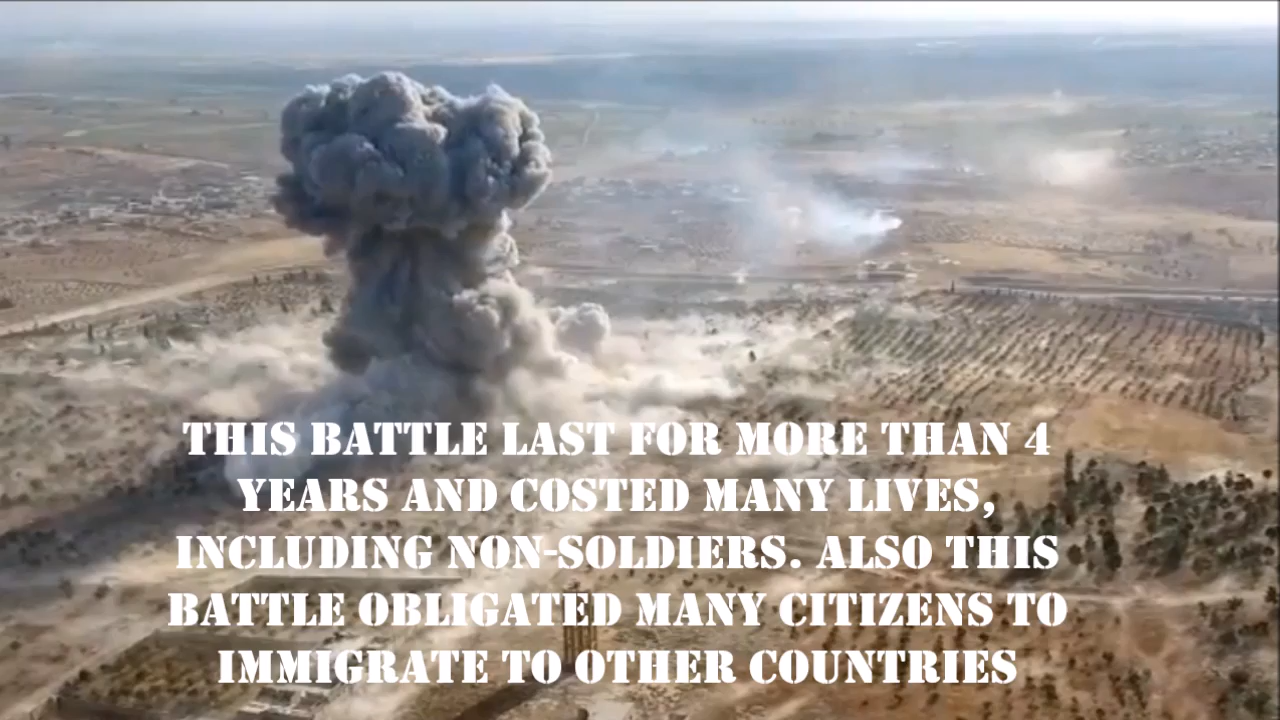 THIS BATTLE LAST FOR MORE THAN 4
YEARS AND COSTED MANY LIVES,
INCLUDING NON-SOLDIERS. ALSO THIS
BATTLE OBLIGATED MANY CITIZENS TO
IMMIGRATE TO OTHER COUNTRIES